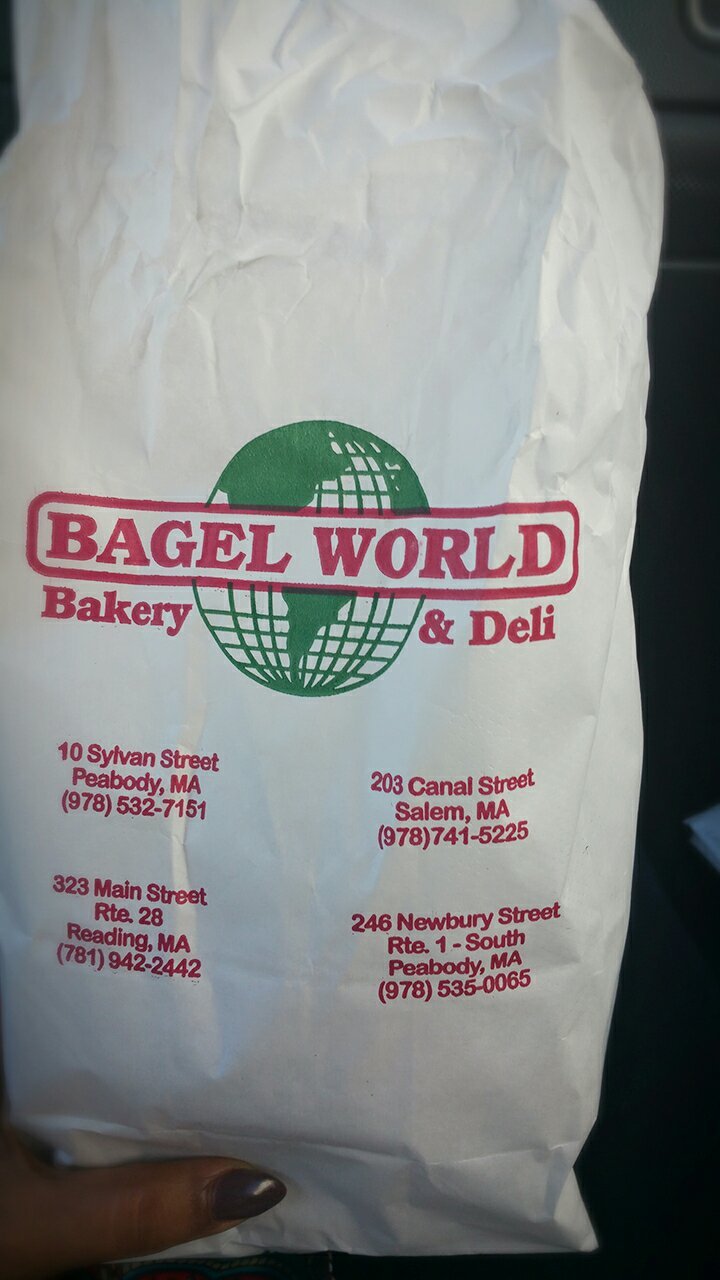 BAGEL WORLD
Bakery & Deli
10 Sylvan Street
Peabody, MA
(978) 532-7151
203 Canal Street
Salem, MA
(978)741-5225
323 Main Street
Rte. 28
Reading, MA
(781) 942-2442
246 Newbury Street
Rte. 1 - South
Peabody, MA
(978) 535-0065